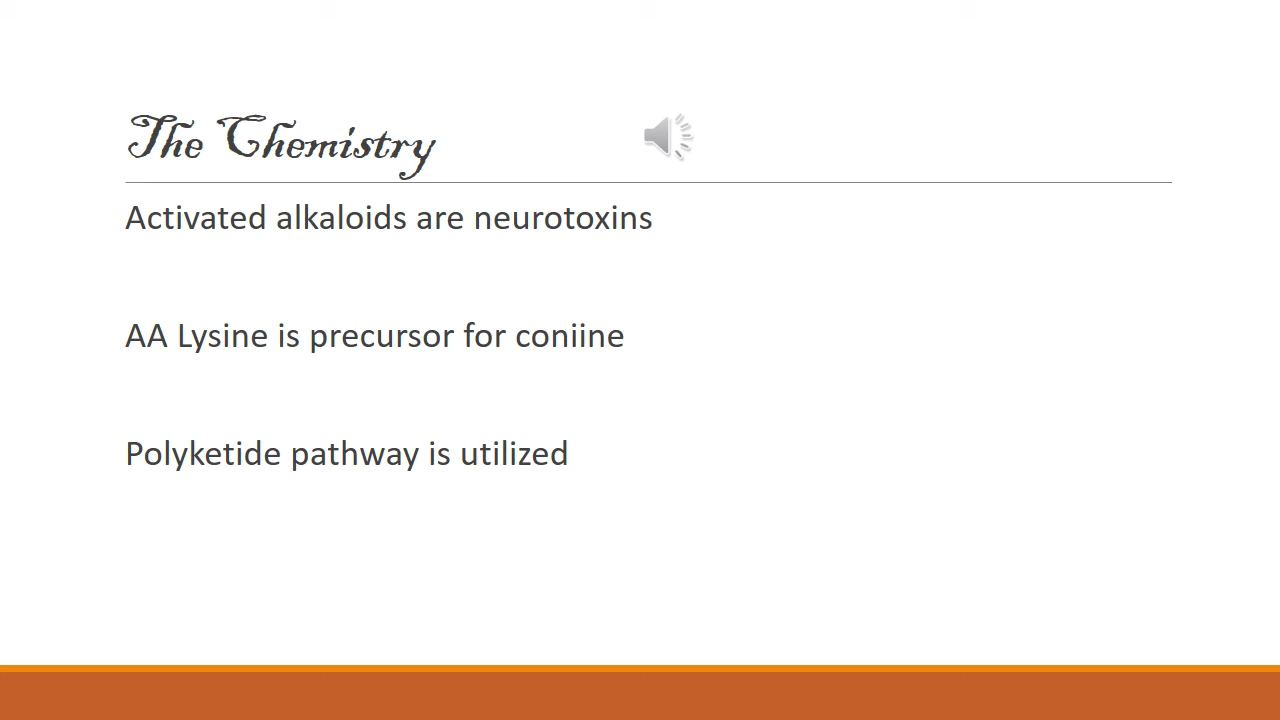 The Chemistry
Activated alkaloids are neurotoxins
AA Lysine is precursor for coniine
Polyketide pathway is utilized